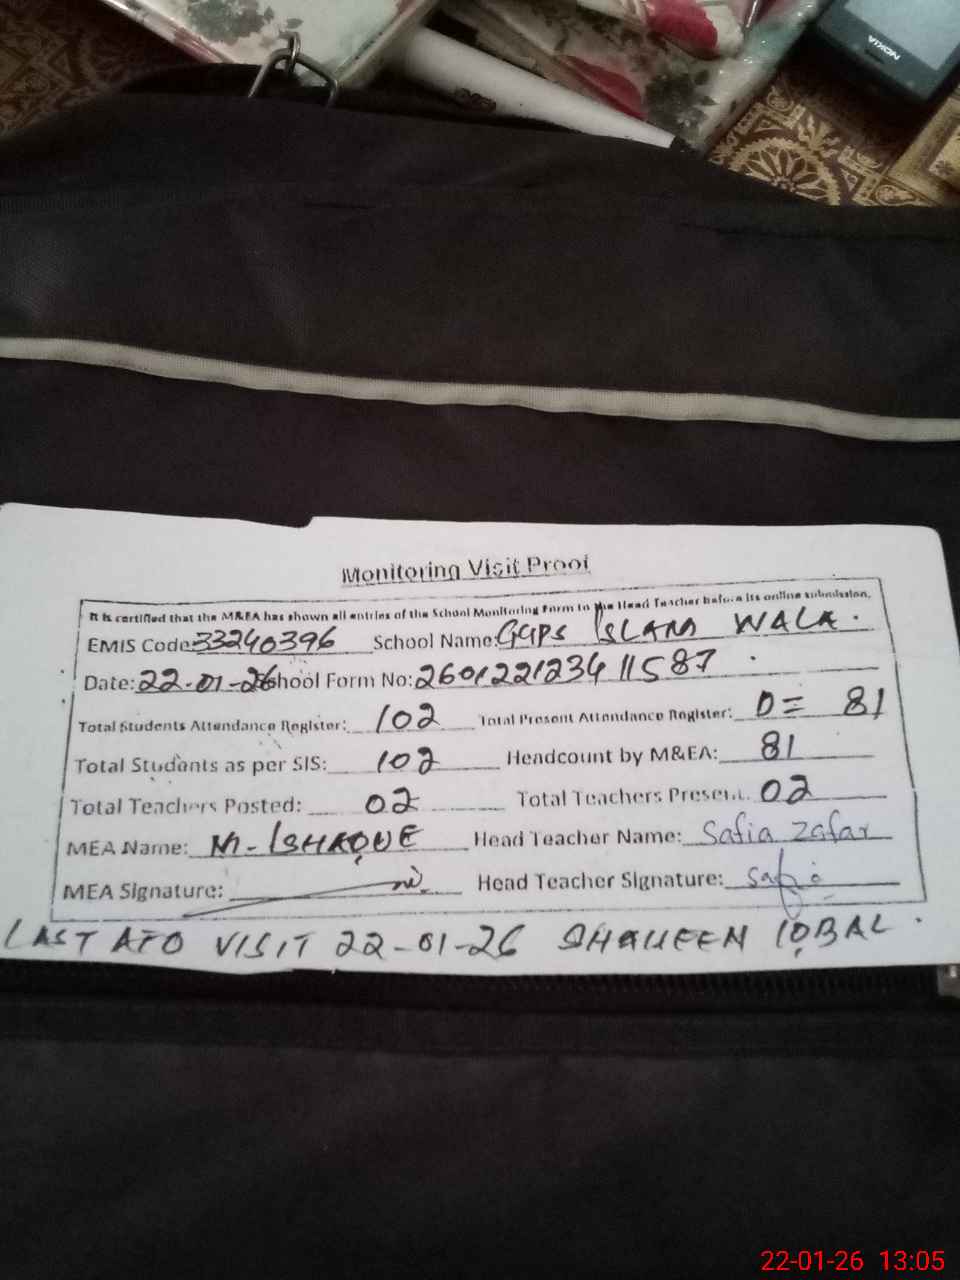 NOKIA
Monitoring Visit Proof
It is certified that the M&EA has shown all entries of the School Monitoring Form to the Head Teacher before its online submission.
EMIS Code 33240396 School Name: GGPS ISLAM WALA.
Date: 22-01-26 School Form No: 2601221234 11587
Total Students Attendance Register: 102 Total Present Attendance Register: D= 81
Total Students as per SIS: 102 Headcount by M&EA: 81
Total Teachers Posted: 02 Total Teachers Present: 02
MEA Name: M. ISHAQUE Head Teacher Name: Safia Zafar
MEA Signature: Head Teacher Signature: Safia
LAST AEO VISIT 22-01-26 SHAHEEN IQBAL.
22-01-26 13:05